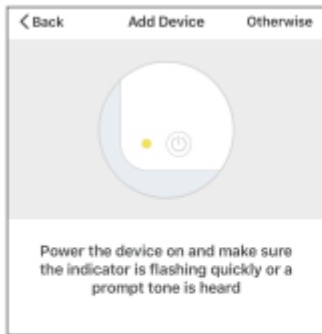 < Back Add Device Otherwise
Power the device on and make sure
the indicator is flashing quickly or a
prompt tone is heard